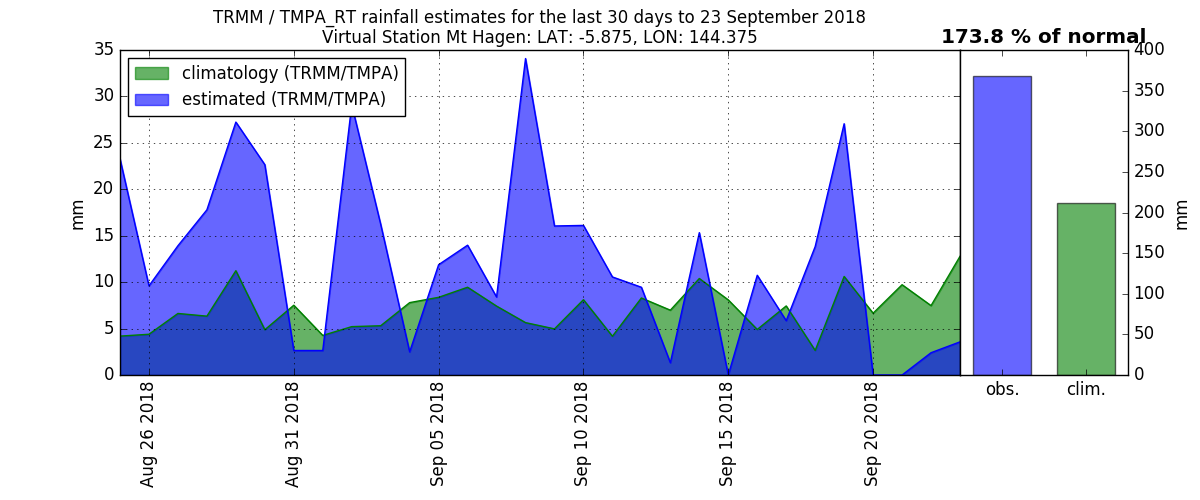 TRMM / TMPA_RT rainfall estimates for the last 30 days to 23 September 2018
Virtual Station Mt Hagen: LAT: -5.875, LON: 144.375
173.8 % of normal
climatology (TRMM/TMPA)
estimated (TRMM/TMPA)
mm
35
30
25
20
15
10
5
0
Aug 26 2018
Aug 31 2018
Sep 05 2018
Sep 10 2018
Sep 15 2018
Sep 20 2018
obs.
clim.
400
350
300
250
200
150
100
50
0
mm